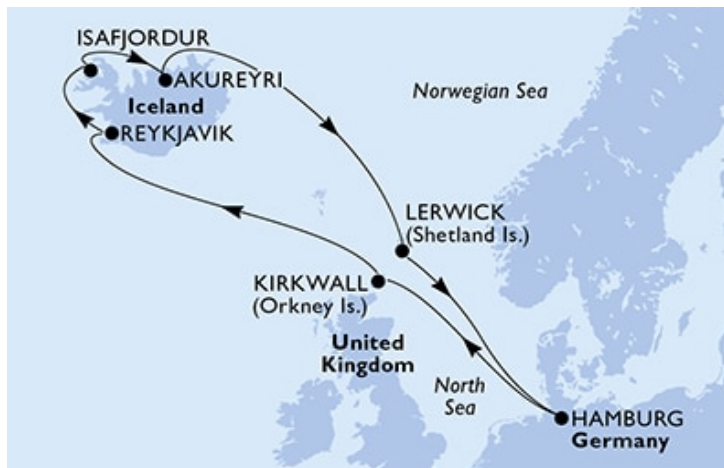 ISAFJORDUR
AKUREYRI
Iceland
REYKJAVIK
Norwegian Sea
LERWICK
(Shetland Is.)
KIRKWALL
(Orkney Is.)
United
Kingdom
North
Sea
HAMBURG
Germany